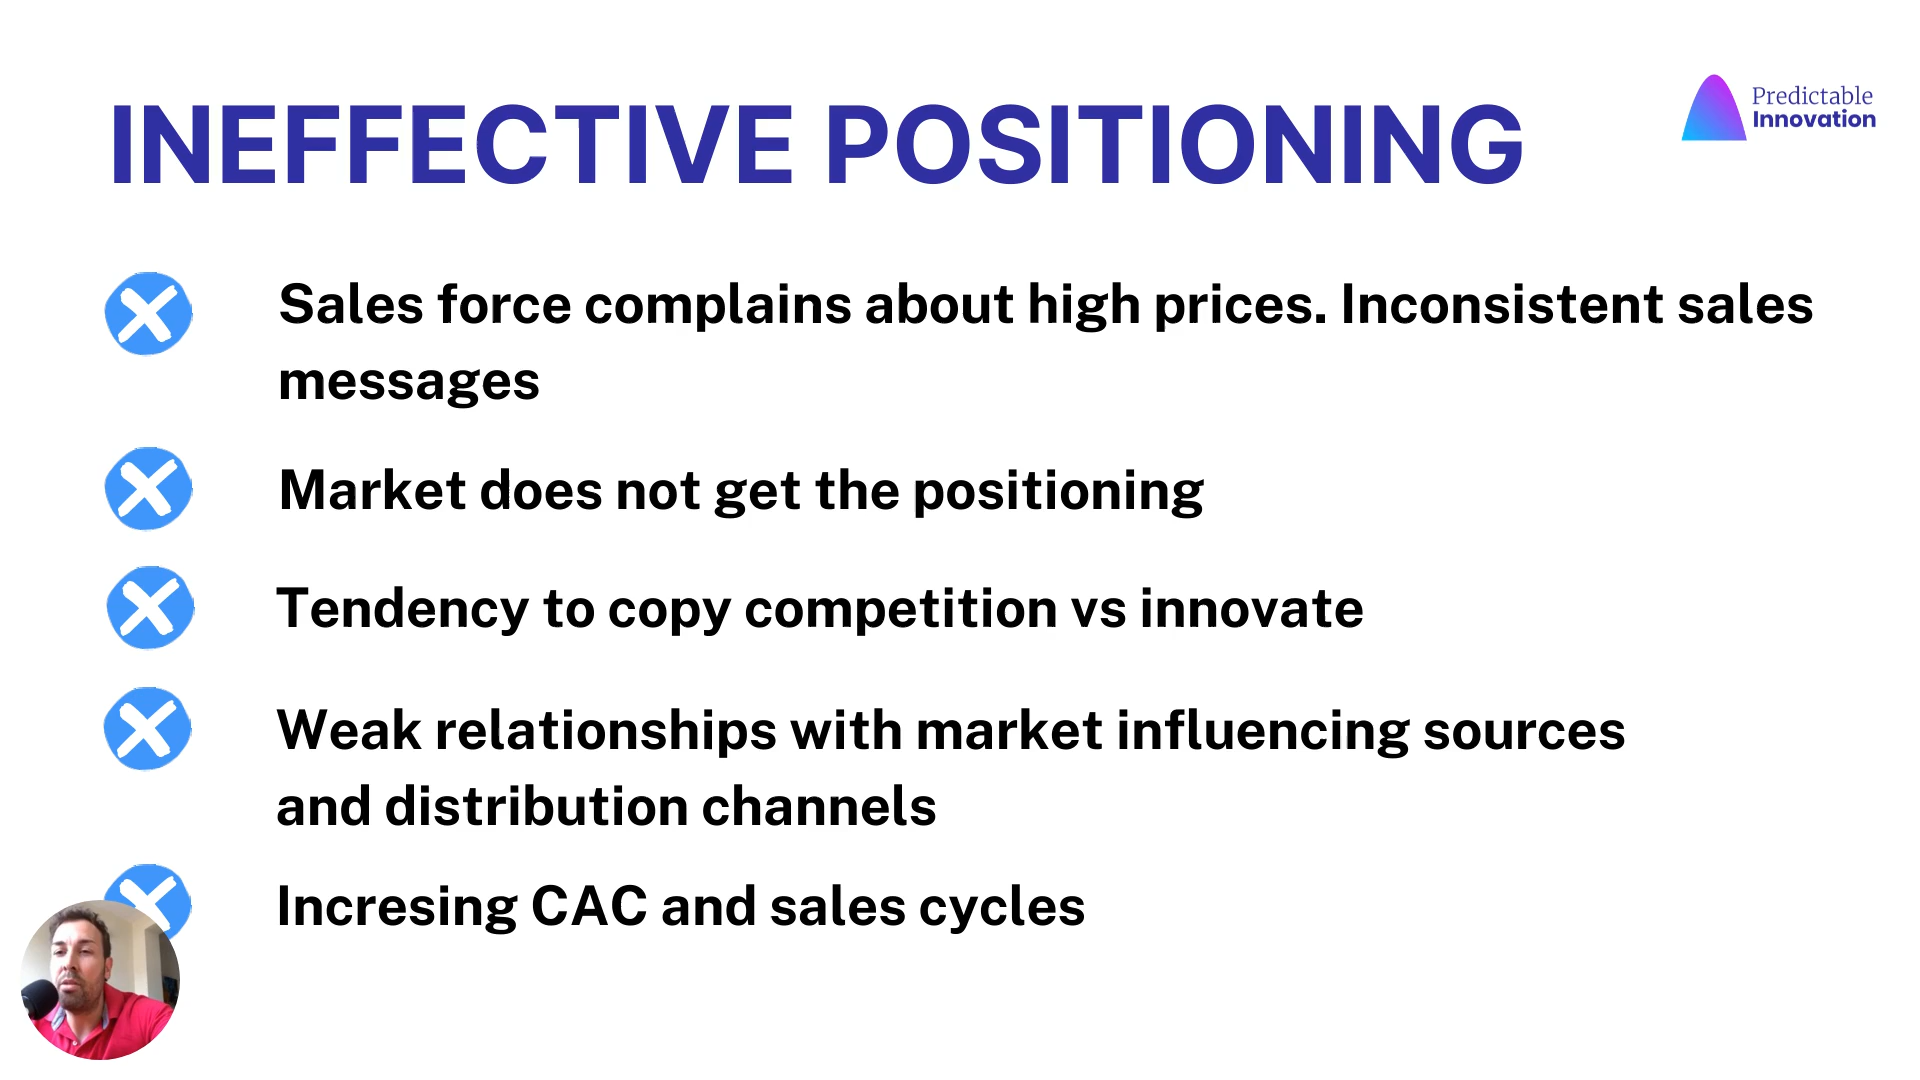 INEFFECTIVE POSITIONING
Predictable
Innovation
Sales force complains about high prices. Inconsistent sales
messages
Market does not get the positioning
Tendency to copy competition vs innovate
Weak relationships with market influencing sources
and distribution channels
Incresing CAC and sales cycles